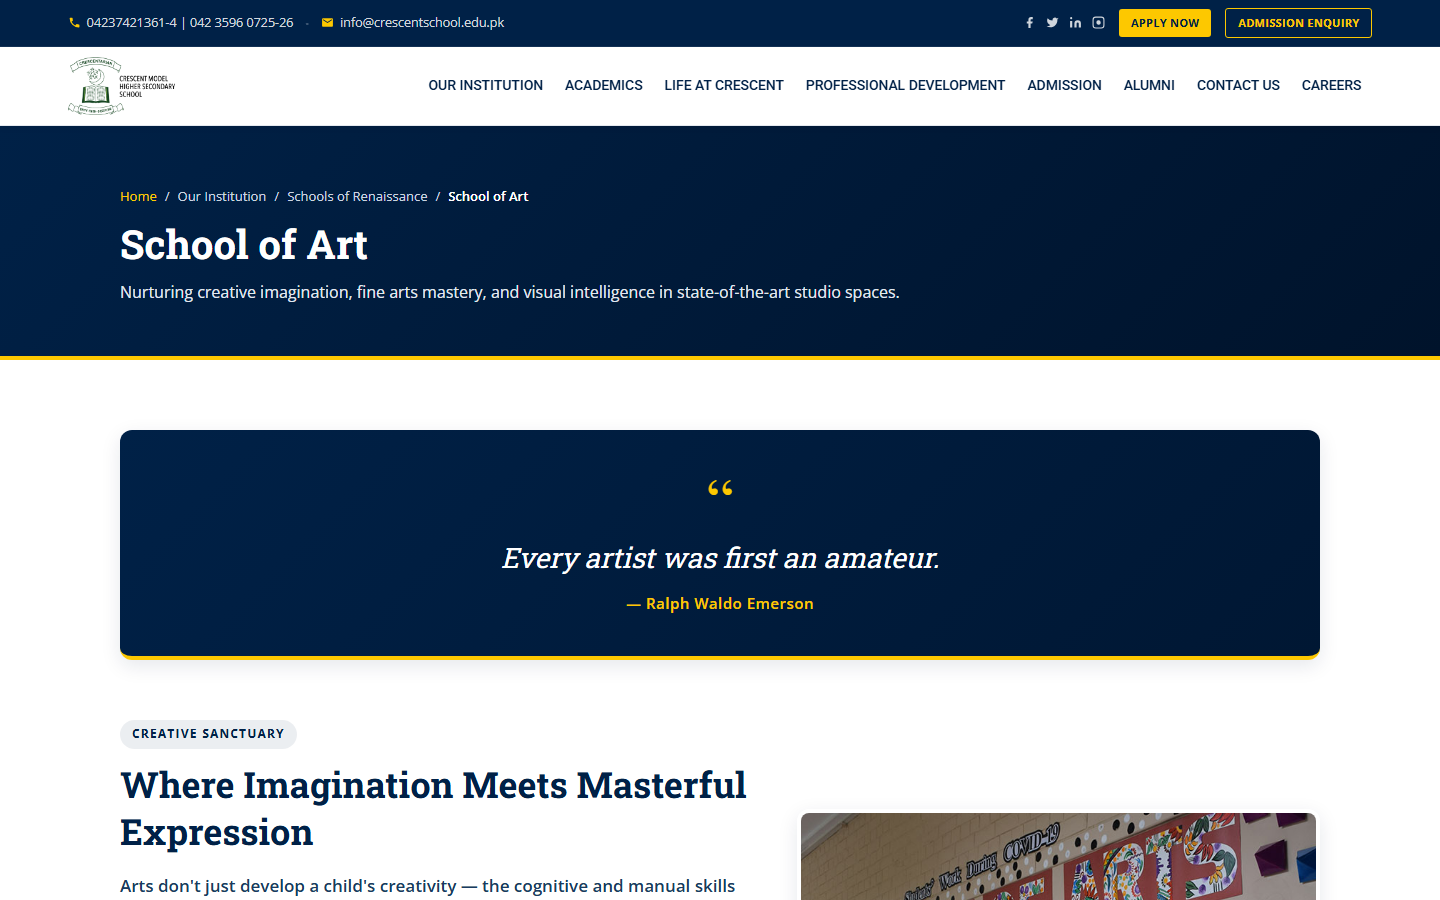 04237421361-4 | 042 3596 0725-26 - info@crescentschool.edu.pk
APPLY NOW
ADMISSION ENQUIRY
CRESCENT MODEL
HIGHER SECONDARY
SCHOOL
OUR INSTITUTION ACADEMICS LIFE AT CRESCENT PROFESSIONAL DEVELOPMENT ADMISSION ALUMNI CONTACT US CAREERS
Home / Our Institution / Schools of Renaissance / School of Art
School of Art
Nurturing creative imagination, fine arts mastery, and visual intelligence in state-of-the-art studio spaces.
“
Every artist was first an amateur.
— Ralph Waldo Emerson
CREATIVE SANCTUARY
Where Imagination Meets Masterful
Expression
Arts don't just develop a child's creativity — the cognitive and manual skills
Students' Work During COVID-19